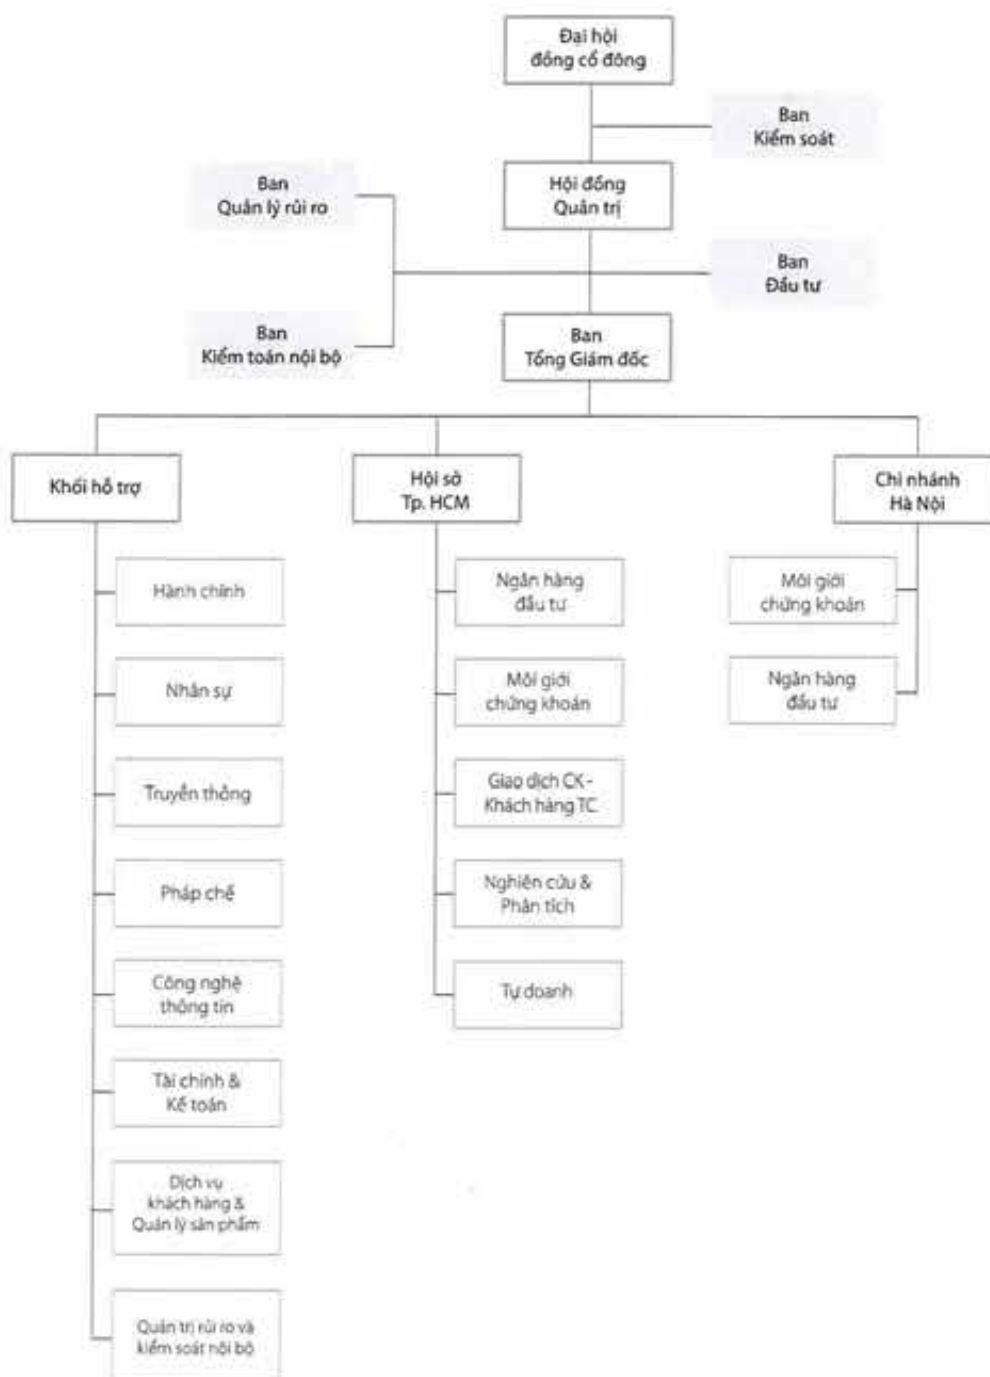 Đại hội
đồng cổ đông
Ban
Kiểm soát
Hội đồng
Quản trị
Ban
Quản lý rủi ro
Ban
Đầu tư
Ban
Kiểm toán nội bộ
Ban
Tổng Giám đốc
Khối hỗ trợ
Hành chính
Nhân sự
Truyền thông
Pháp chế
Công nghệ
thông tin
Tài chính &
Kế toán
Dịch vụ
khách hàng &
Quản lý sản phẩm
Quản trị rủi ro và
kiểm soát nội bộ
Hội sở
Tp. HCM
Ngân hàng
đầu tư
Môi giới
chứng khoán
Giao dịch CK -
Khách hàng TC
Nghiên cứu &
Phân tích
Tự doanh
Chi nhánh
Hà Nội
Môi giới
chứng khoán
Ngân hàng
đầu tư